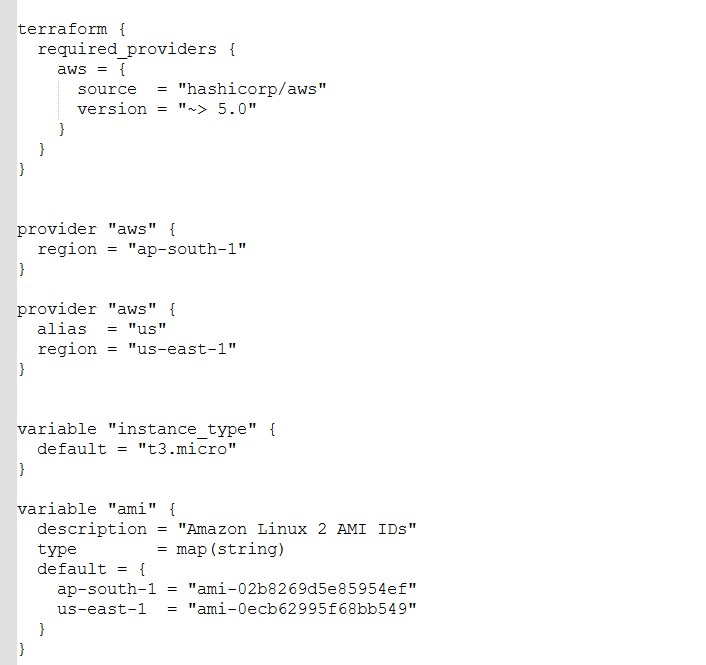 terraform {
  required_providers {
    aws = {
      source  = "hashicorp/aws"
      version = "~> 5.0"
    }
  }
}
provider "aws" {
  region = "ap-south-1"
}
provider "aws" {
  alias  = "us"
  region = "us-east-1"
}
variable "instance_type" {
  default = "t3.micro"
}
variable "ami" {
  description = "Amazon Linux 2 AMI IDs"
  type        = map(string)
  default = {
    ap-south-1 = "ami-02b8269d5e85954ef"
    us-east-1  = "ami-0ecb62995f68bb549"
  }
}